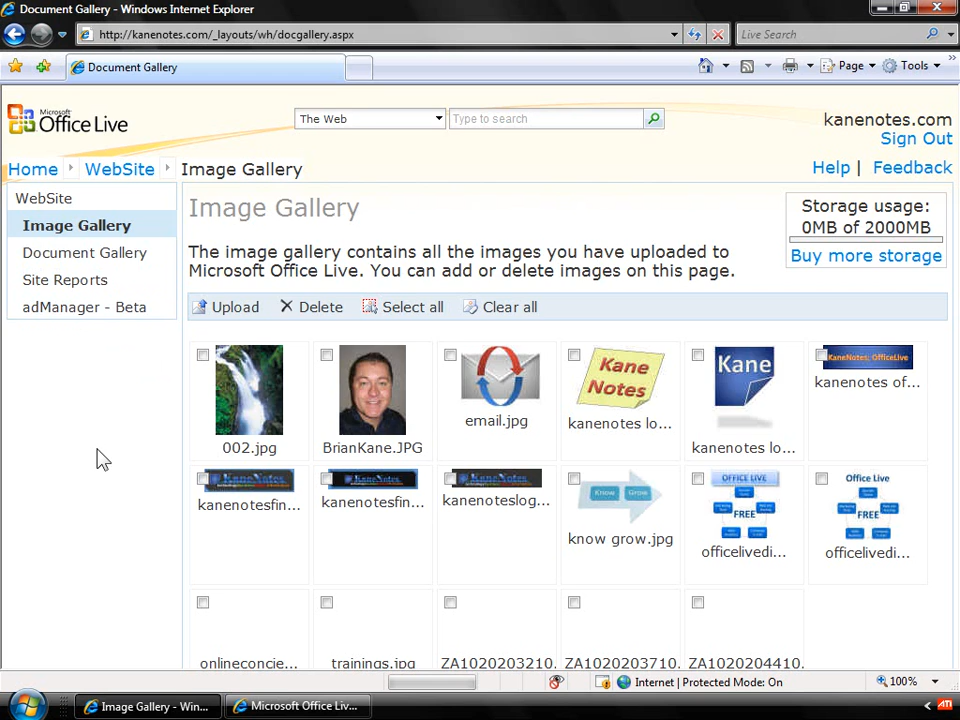 Document Gallery - Windows Internet Explorer
http://kanenotes.com/_layouts/wh/docgallery.aspx
Live Search
Document Gallery
Page
Tools
Microsoft
Office Live
The Web
Type to search
kanenotes.com
Sign Out
Home
WebSite
Image Gallery
Help |
Feedback
WebSite
Image Gallery
Document Gallery
Site Reports
adManager - Beta
Image Gallery
Storage usage:
0MB of 2000MB
Buy more storage
The image gallery contains all the images you have uploaded to
Microsoft Office Live. You can add or delete images on this page.
Upload
Delete
Select all
Clear all
Kane
Notes
Kane
KaneNotes, OfficeLive
002.jpg
BrianKane.JPG
email.jpg
kanenotes lo...
kanenotes lo...
kanenotes of...
KaneNotes
KaneNotes
KaneNotes
Know
Grow
OFFICE LIVE
FREE
Office Live
FREE
kanenotesfin...
kanenotesfin...
kanenoteslog...
know grow.jpg
officelivedi...
officelivedi...
onlineconcie...
trainings.jpg
ZA1020203210.
ZA1020203710.
ZA1020204410.
Internet | Protected Mode: On
100%
Image Gallery - Win...
Microsoft Office Liv...
ATI